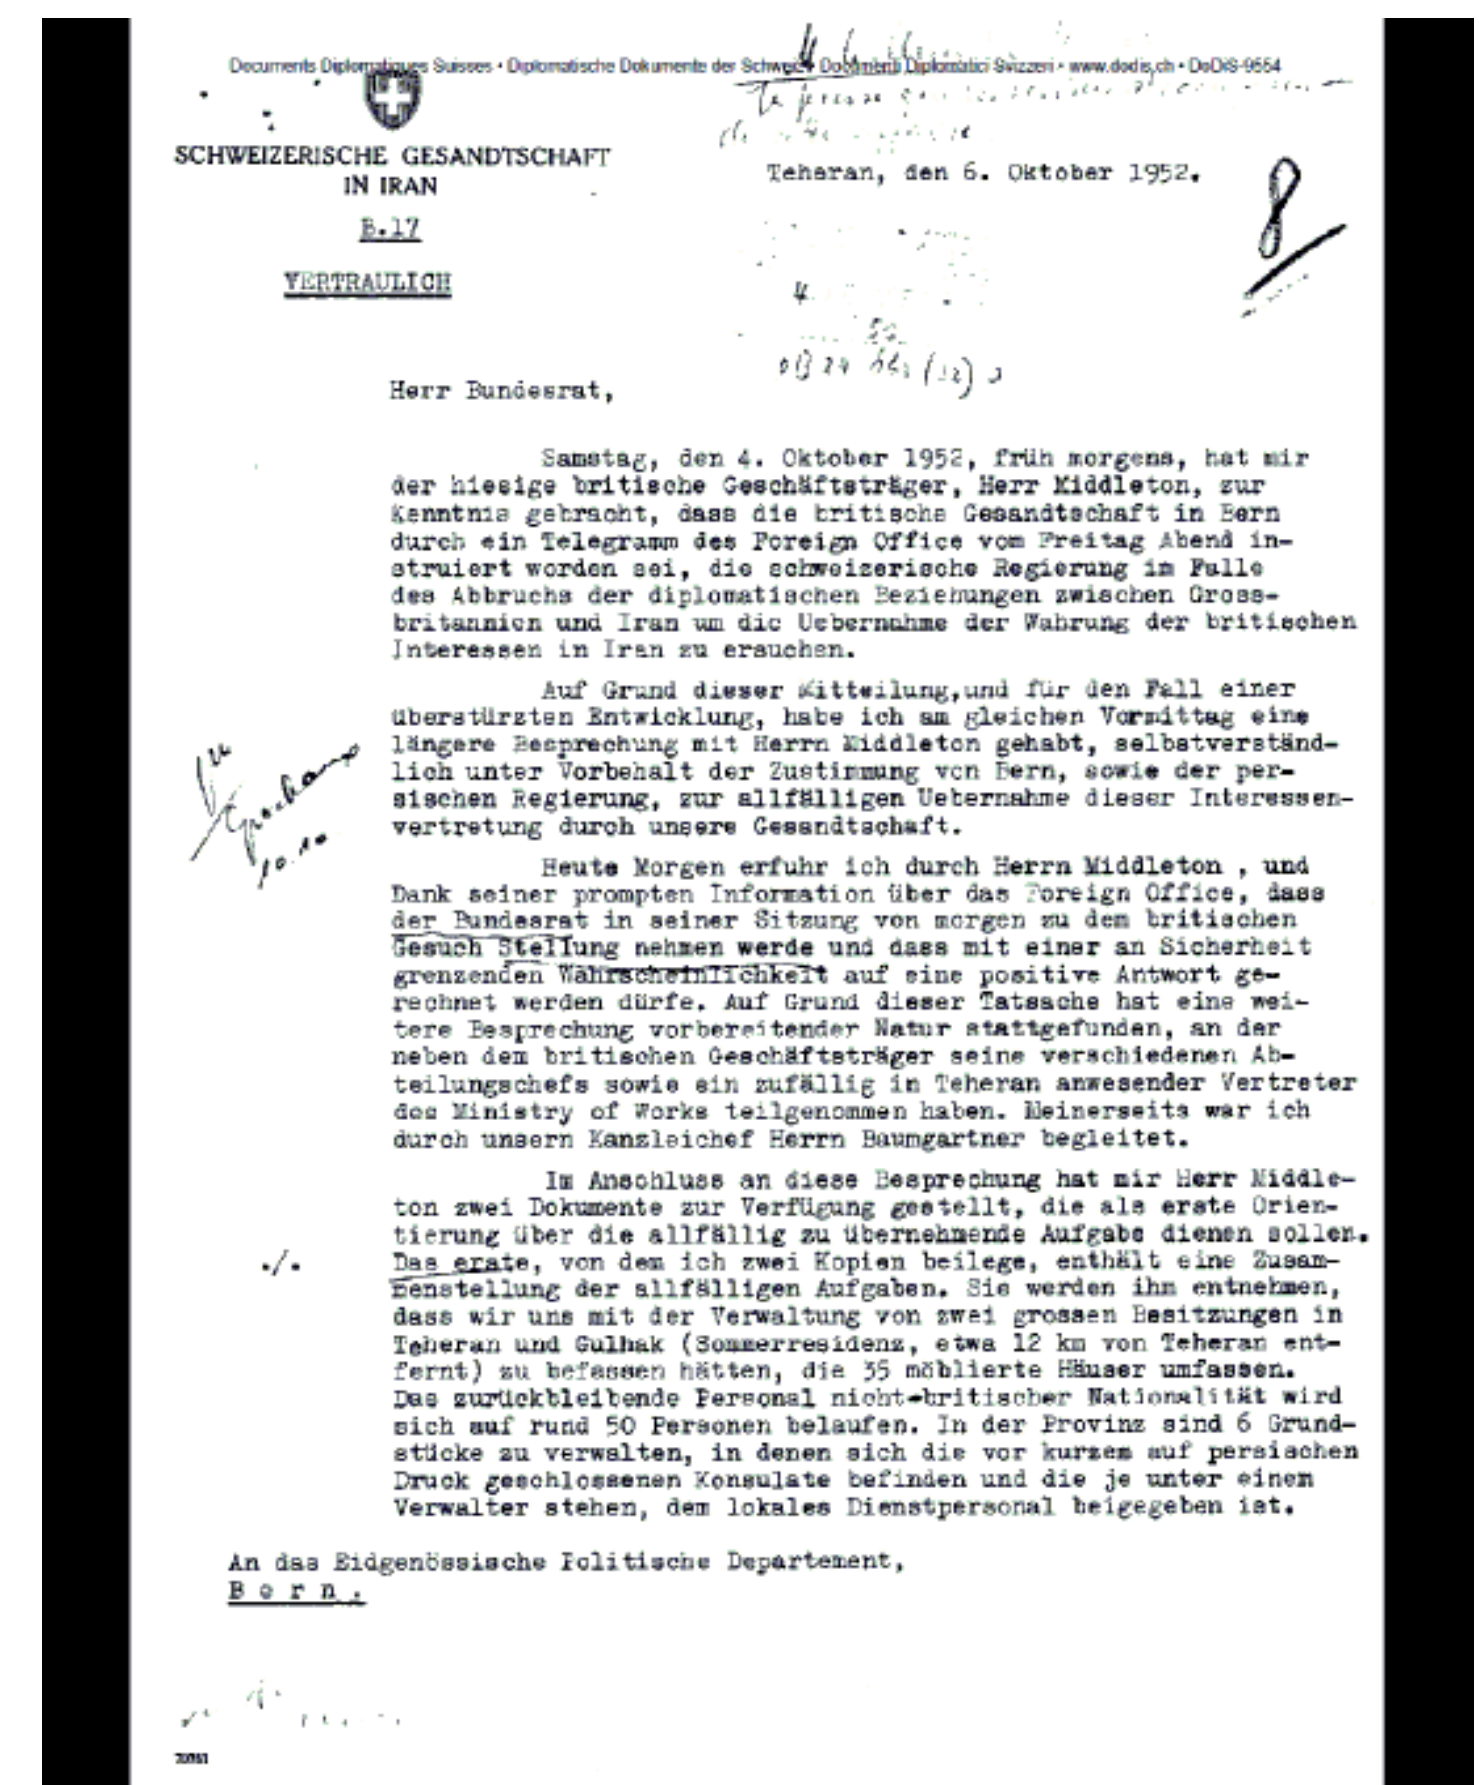 Documents Diplomatiques Suisses • Diplomatische Dokumente der Schweiz • Documenti Diplomatici Svizzeri • www.dodis.ch • DoDiS-9554
SCHWEIZERISCHE GESANDTSCHAFT
IN IRAN
Teheran, den 6. Oktober 1952.
B.17
VERTRAULICH
Herr Bundesrat,
Samstag, den 4. Oktober 1952, früh morgens, hat mir
der hiesige britische Geschäftsträger, Herr Middleton, zur
Kenntnis gebracht, dass die britische Gesandtschaft in Bern
durch ein Telegramm des Foreign Office vom Freitag Abend in-
struiert worden sei, die schweizerische Regierung im Falle
des Abbruchs der diplomatischen Beziehungen zwischen Gross-
britannien und Iran um die Uebernahme der Wahrung der britischen
Interessen in Iran zu ersuchen.
Auf Grund dieser Mitteilung,und für den Fall einer
überstürzten Entwicklung, habe ich am gleichen Vormittag eine
längere Besprechung mit Herrn Middleton gehabt, selbstverständ-
lich unter Vorbehalt der Zustimmung von Bern, sowie der per-
sischen Regierung, zur allfälligen Uebernahme dieser Interessen-
vertretung durch unsere Gesandtschaft.
10.10
Heute Morgen erfuhr ich durch Herrn Middleton , und
Dank seiner prompten Information über das Foreign Office, dass
der Bundesrat in seiner Sitzung von morgen zu dem britischen
Gesuch Stellung nehmen werde und dass mit einer an Sicherheit
grenzenden Wahrscheinlichkeit auf eine positive Antwort ge-
rechnet werden dürfe. Auf Grund dieser Tatsache hat eine wei-
tere Besprechung vorbereitender Natur stattgefunden, an der
neben dem britischen Geschäftsträger seine verschiedenen Ab-
teilungschefs sowie ein zufällig in Teheran anwesender Vertreter
des Ministry of Works teilgenommen haben. Meinerseits war ich
durch unsern Kanzleichef Herrn Baumgartner begleitet.
Im Anschluss an diese Besprechung hat mir Herr Middle-
ton zwei Dokumente zur Verfügung gestellt, die als erste Orien-
tierung über die allfällig zu übernehmende Aufgabe dienen sollen.
./. Das erste, von dem ich zwei Kopien beilege, enthält eine Zusam-
menstellung der allfälligen Aufgaben. Sie werden ihm entnehmen,
dass wir uns mit der Verwaltung von zwei grossen Besitzungen in
Teheran und Gulhak (Sommerresidenz, etwa 12 km von Teheran ent-
fernt) zu befassen hätten, die 35 möblierte Häuser umfassen.
Das zurückbleibende Personal nicht-britischer Nationalität wird
sich auf rund 50 Personen belaufen. In der Provinz sind 6 Grund-
stücke zu verwalten, in denen sich die vor kurzem auf persischen
Druck geschlossenen Konsulate befinden und die je unter einem
Verwalter stehen, dem lokales Dienstpersonal beigegeben ist.
An das Eidgenössische Politische Departement,
B e r n .